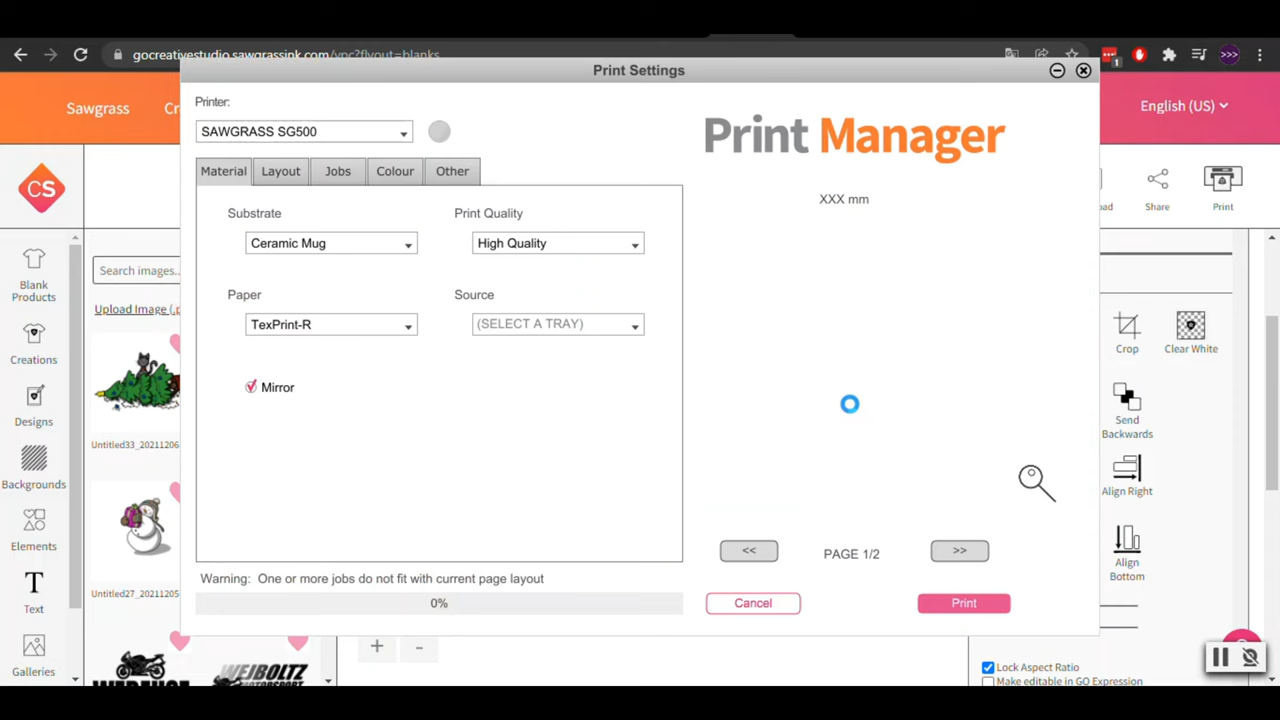 gocreativestudio.sawgrassink.com/vpc?flyout=blanks
1
>>>
Print Settings
Sawgrass
English (US)
Printer:
SAWGRASS SG500
Print Manager
Material
Layout
Jobs
Colour
Other
XXX mm
CS
Share
Print
Substrate
Print Quality
Ceramic Mug
High Quality
Search images..
Blank
Products
Paper
Source
Upload Image (.p
TexPrint-R
(SELECT A TRAY)
Crop
Clear White
Creations
Mirror
Designs
Send
Backwards
Untitled33_20211206
Backgrounds
Align Right
Elements
<<
PAGE 1/2
>>
Align
Bottom
Warning: One or more jobs do not fit with current page layout
Untitled27_20211205
0%
Cancel
Print
T
Text
+
-
WEJBOLTZ
Galleries
Lock Aspect Ratio
Make editable in GO Expression